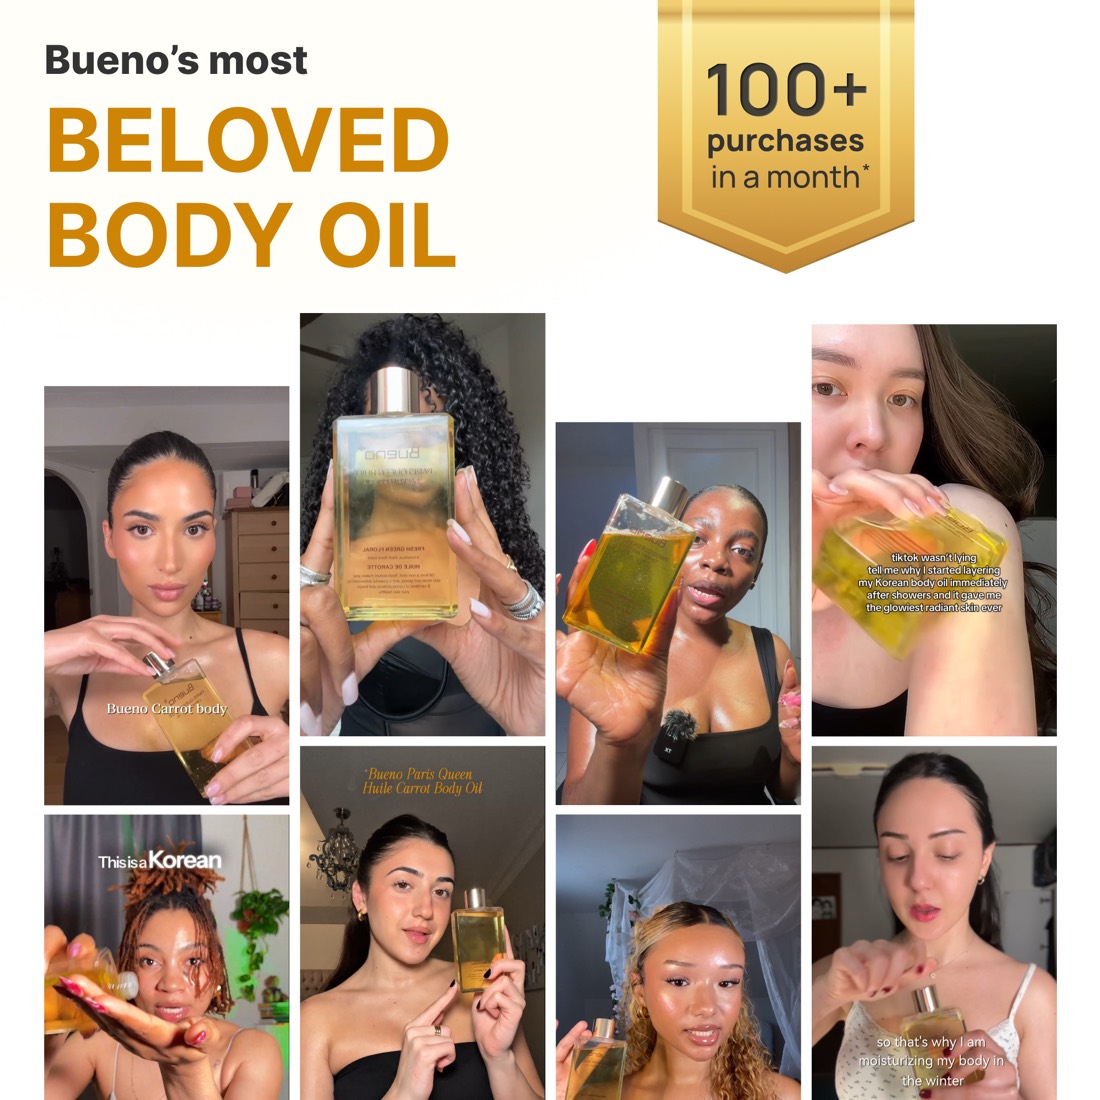 Bueno's most
BELOVED
BODY OIL
100+
purchases
in a month*
Bueno
FRESH GREEN FLORAL
HUILE DE CAROTTE
Bueno
Bueno Carrot body
tiktok wasn't lying
tell me why I started layering
my Korean body oil immediately
after showers and it gave me
the glowiest radiant skin ever
XT
This is a Korean
"Bueno Paris Queen
Huile Carrot Body Oil
so that's why I am
moisturizing my body in
the winter